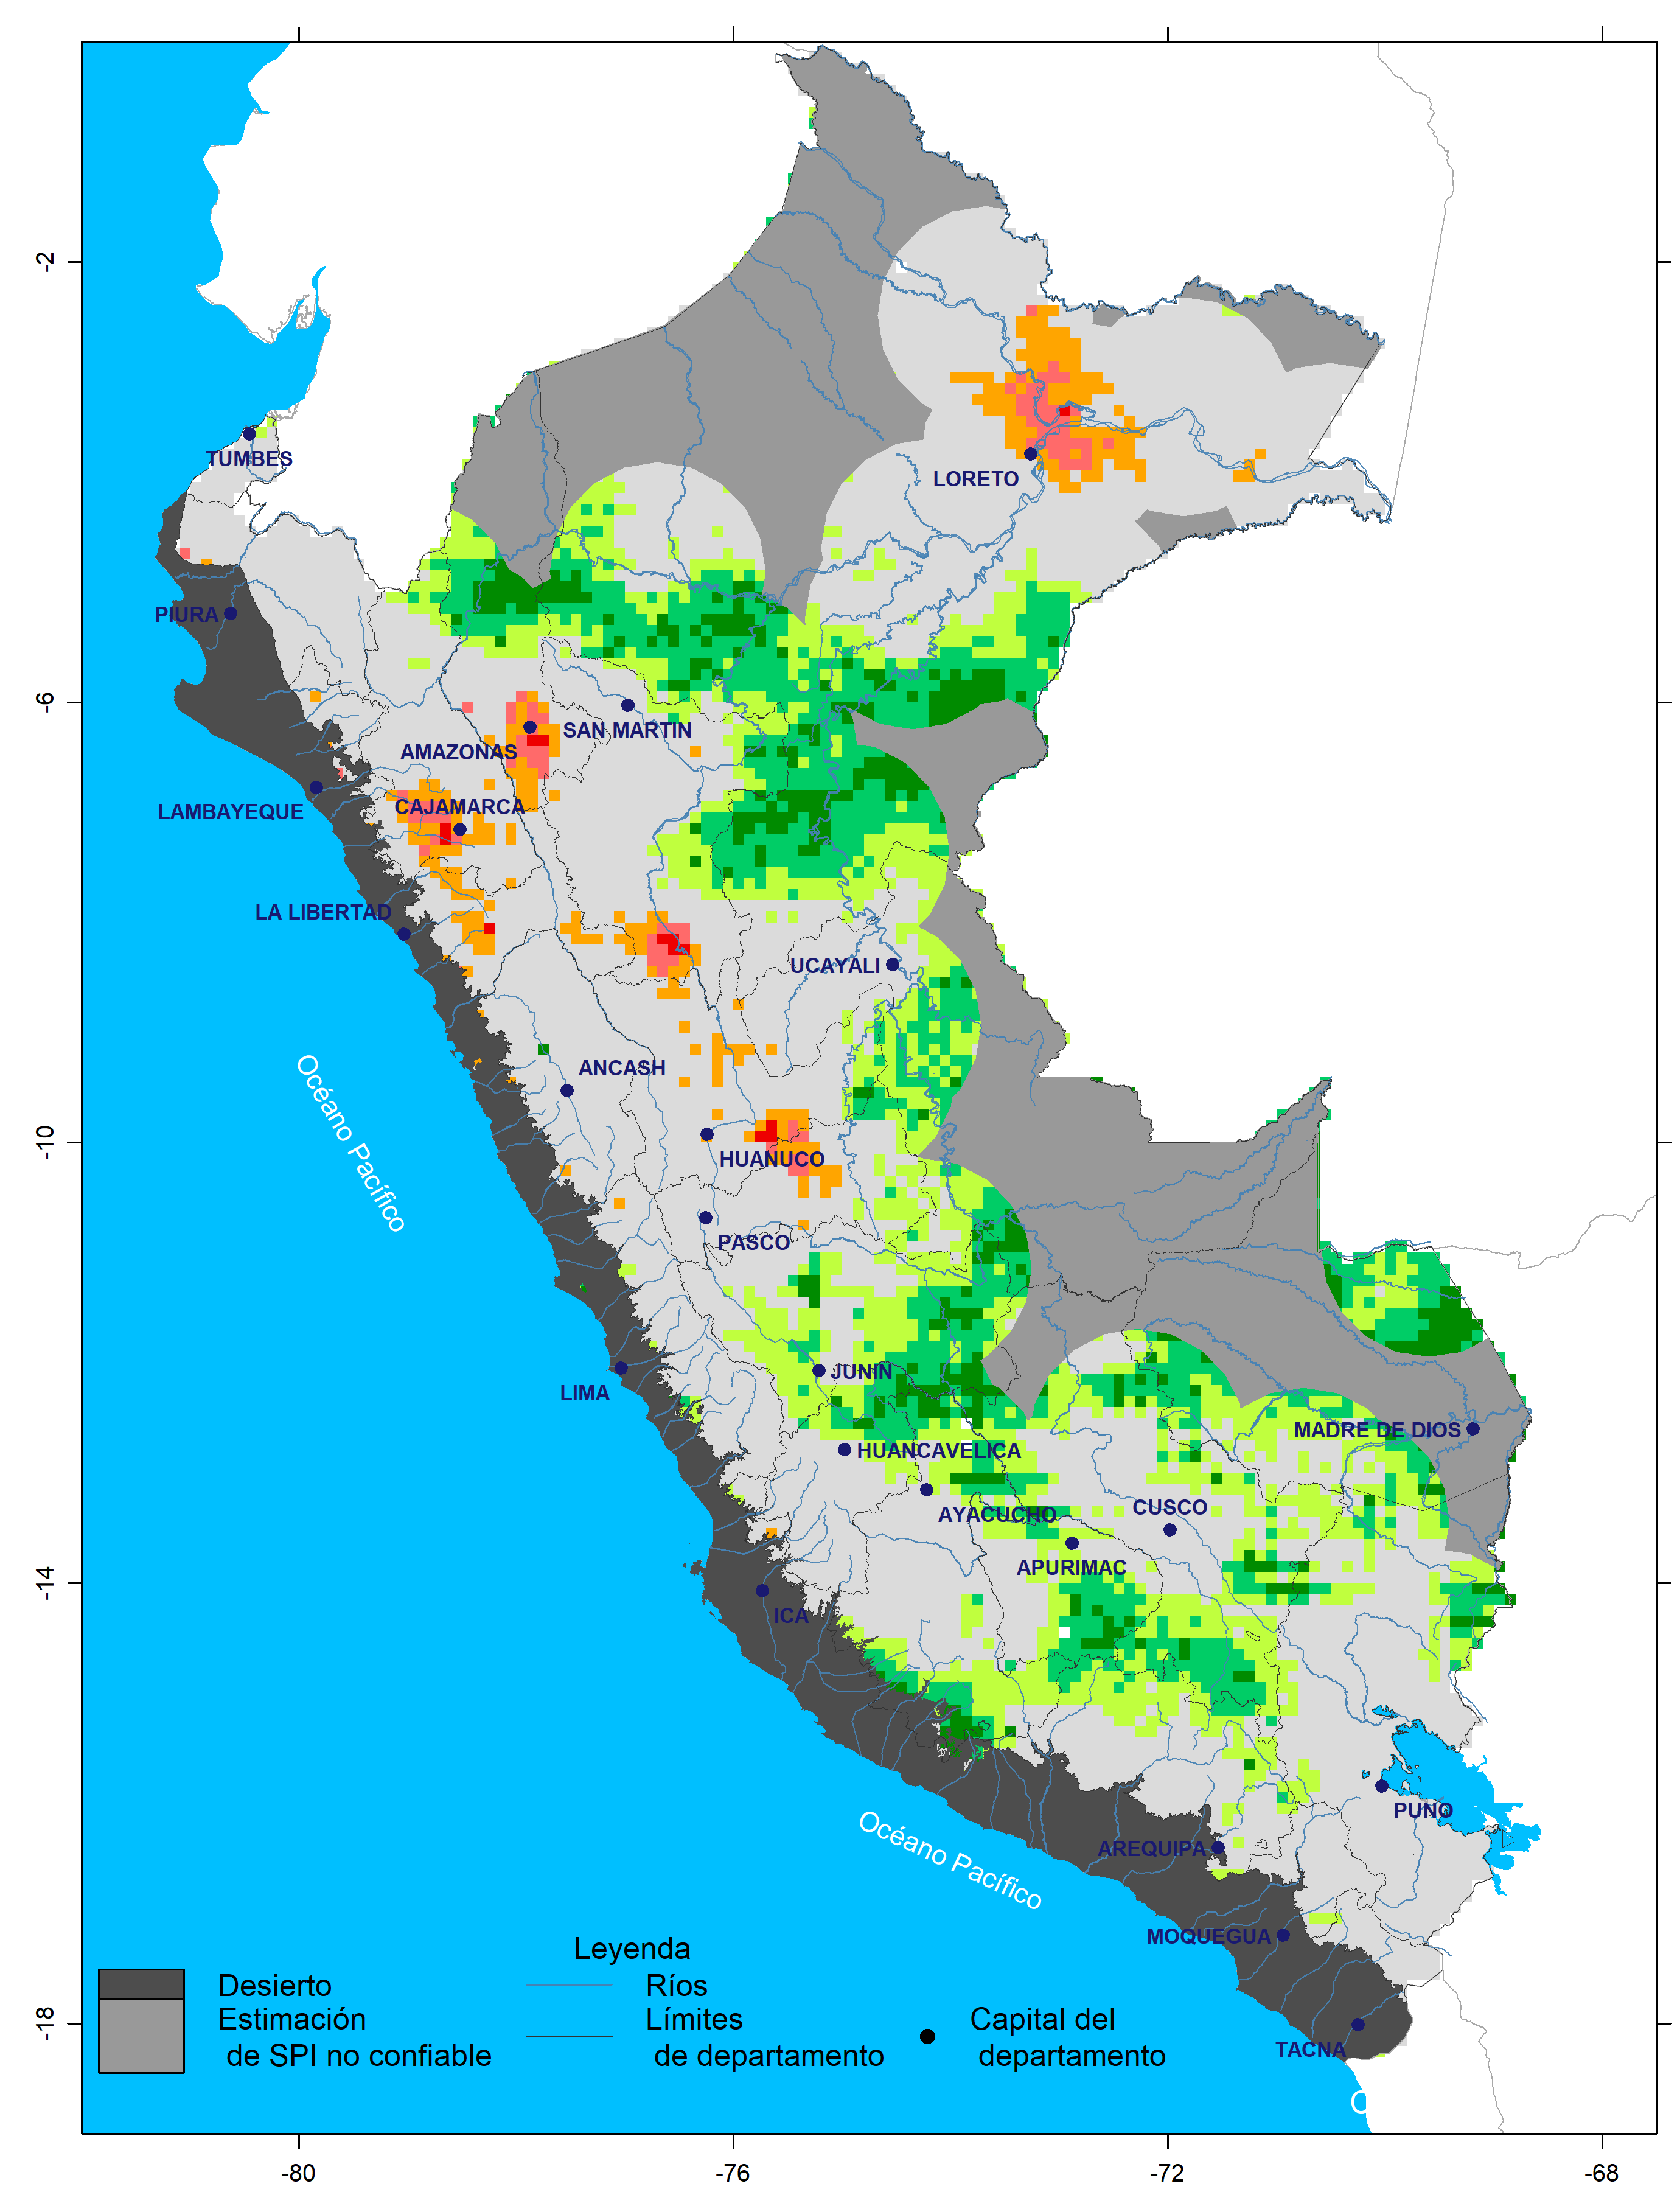 -2
TUMBES
LORETO
PIURA
-6
SAN MARTIN
AMAZONAS
CAJAMARCA
LAMBAYEQUE
LA LIBERTAD
UCAYALI
ANCASH
Océano Pacífico
-10
HUANUCO
PASCO
JUNIN
LIMA
MADRE DE DIOS
HUANCAVELICA
CUSCO
AYACUCHO
APURIMAC
-14
ICA
PUNO
Océano Pacífico
AREQUIPA
MOQUEGUA
Leyenda
Desierto
Ríos
Estimación
de SPI no confiable
Límites
de departamento
Capital del
departamento
-18
TACNA
-80
-76
-72
-68